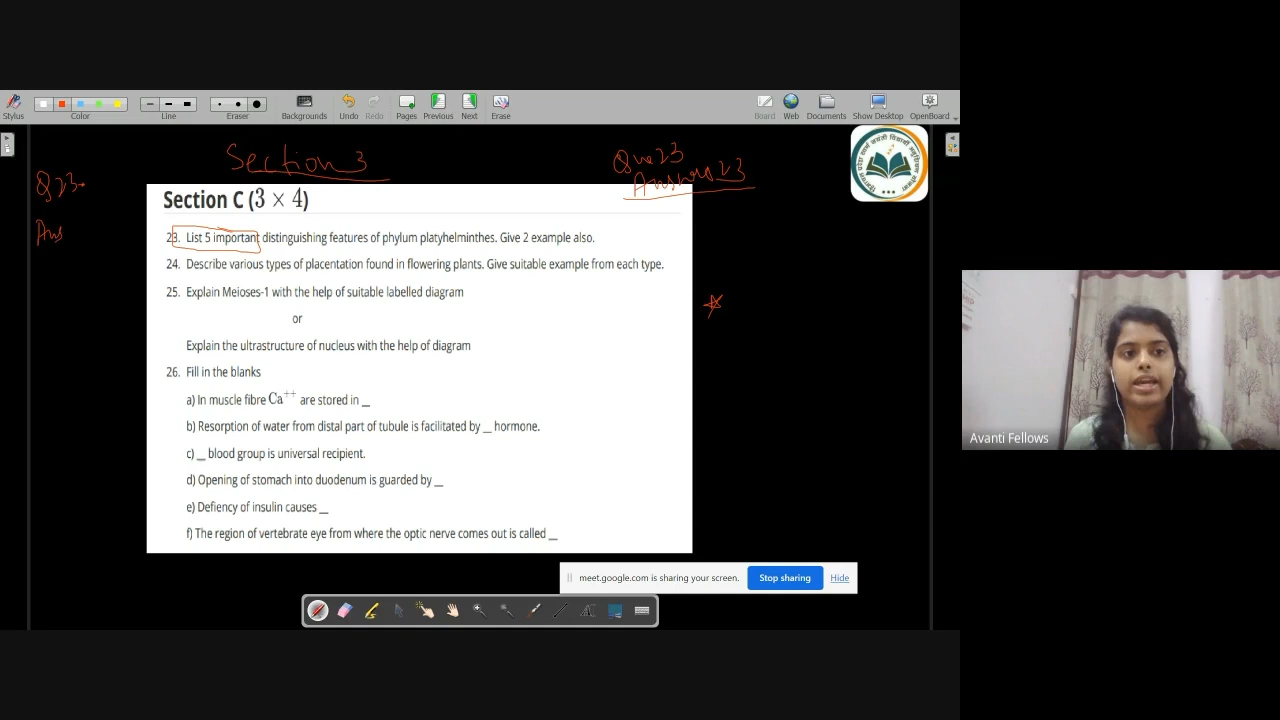 Stylus
Color
Line
Eraser
Backgrounds
Undo
Redo
Pages
Previous
Next
Erase
Board
Web
Documents
Show Desktop
OpenBoard
Section 3
Que 23
Answer 23
Q 23.
Ans
Section C (3 × 4)
23. List 5 important distinguishing features of phylum platyhelminthes. Give 2 example also.
24. Describe various types of placentation found in flowering plants. Give suitable example from each type.
25. Explain Meioses-1 with the help of suitable labelled diagram
or
Explain the ultrastructure of nucleus with the help of diagram
26. Fill in the blanks
a) In muscle fibre Ca⁺⁺ are stored in _
b) Resorption of water from distal part of tubule is facilitated by _ hormone.
c) _ blood group is universal recipient.
d) Opening of stomach into duodenum is guarded by _
e) Defiency of insulin causes _
f) The region of vertebrate eye from where the optic nerve comes out is called _
Avanti Fellows
meet.google.com is sharing your screen.
Stop sharing
Hide